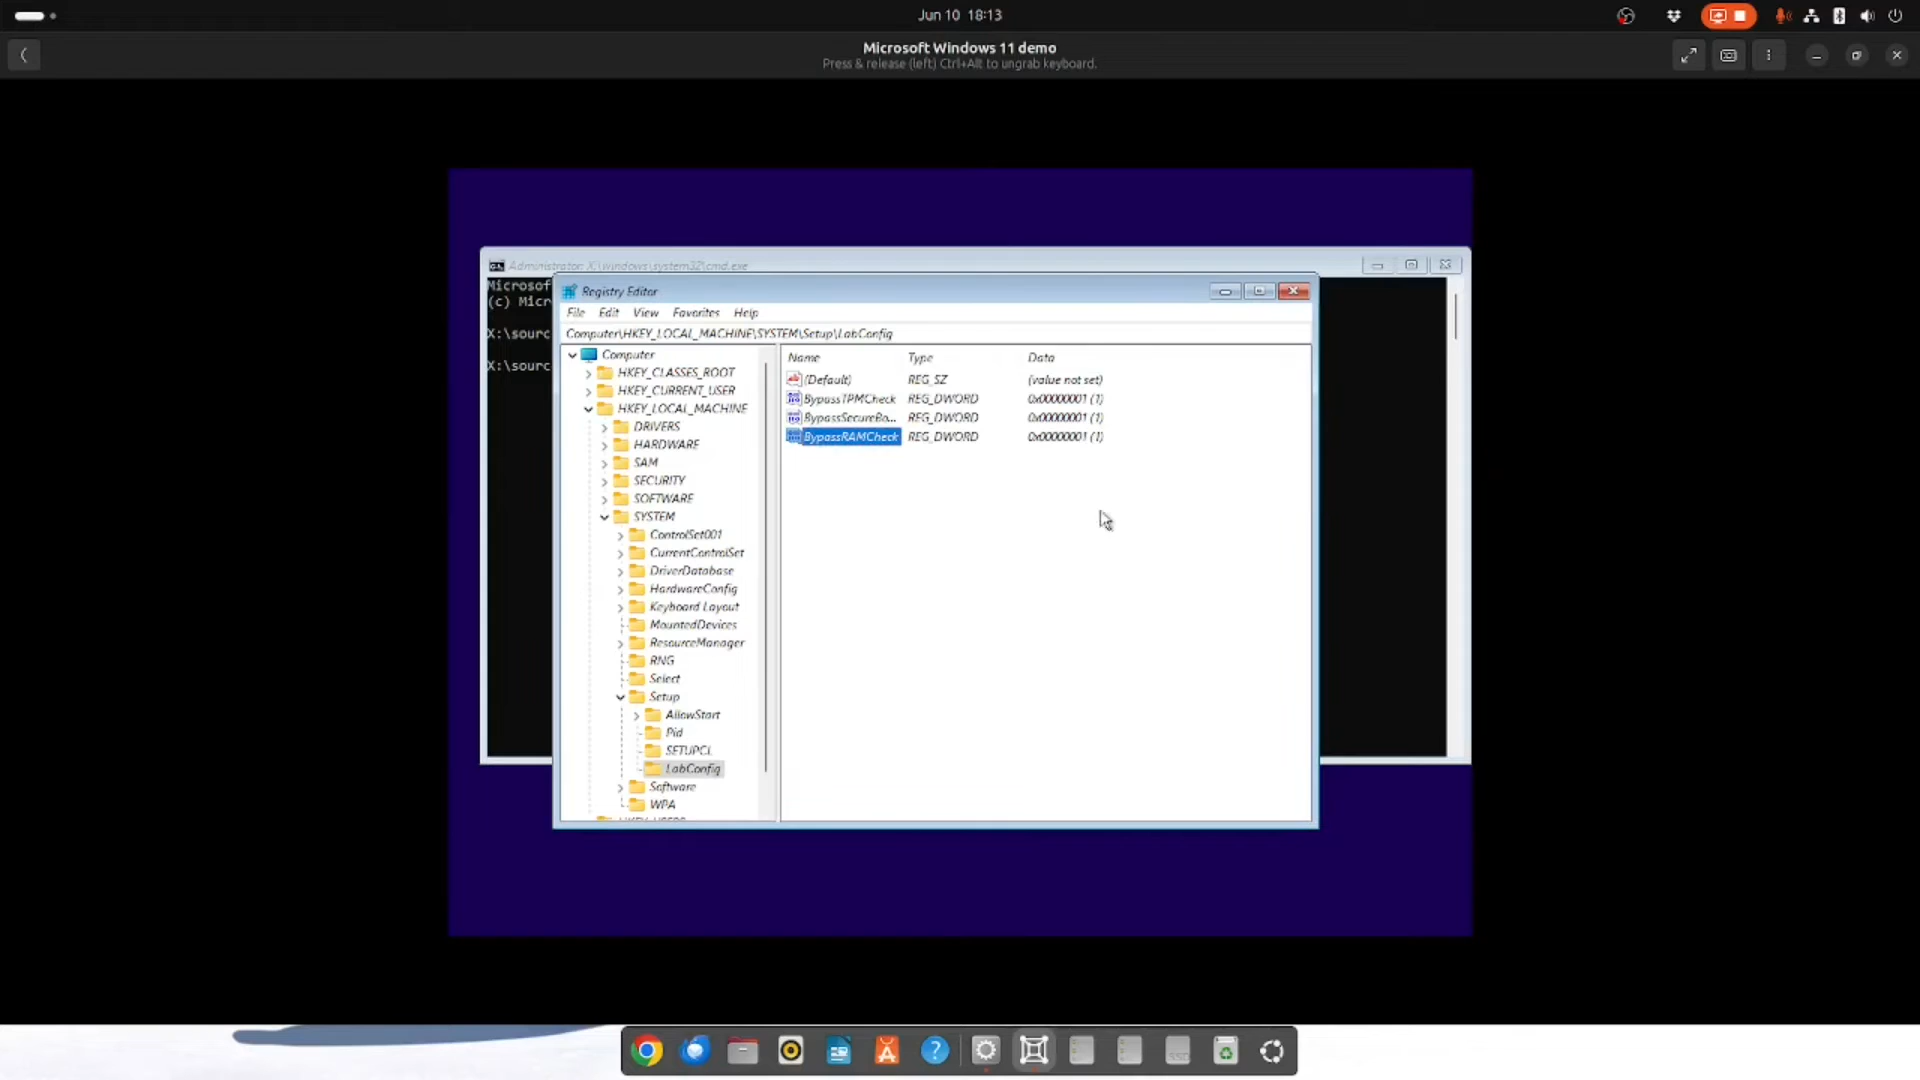 Jun 10 18:13
Microsoft Windows 11 demo
Press & release (left) Ctrl+Alt to ungrab keyboard.
Administrator: X:\windows\system32\cmd.exe
Microsof
(c) Micr
X:\sourc
X:\sourc
Registry Editor
File Edit View Favorites Help
Computer\HKEY_LOCAL_MACHINE\SYSTEM\Setup\LabConfig
Computer
HKEY_CLASSES_ROOT
HKEY_CURRENT_USER
HKEY_LOCAL_MACHINE
DRIVERS
HARDWARE
SAM
SECURITY
SOFTWARE
SYSTEM
ControlSet001
CurrentControlSet
DriverDatabase
HardwareConfig
Keyboard Layout
MountedDevices
ResourceManager
RNG
Select
Setup
AllowStart
Pid
SETUPCL
LabConfig
Software
WPA
HKEY_USERS
Name Type Data
(Default) REG_SZ (value not set)
BypassTPMCheck REG_DWORD 0x00000001 (1)
BypassSecureBo... REG_DWORD 0x00000001 (1)
BypassRAMCheck REG_DWORD 0x00000001 (1)
SSD